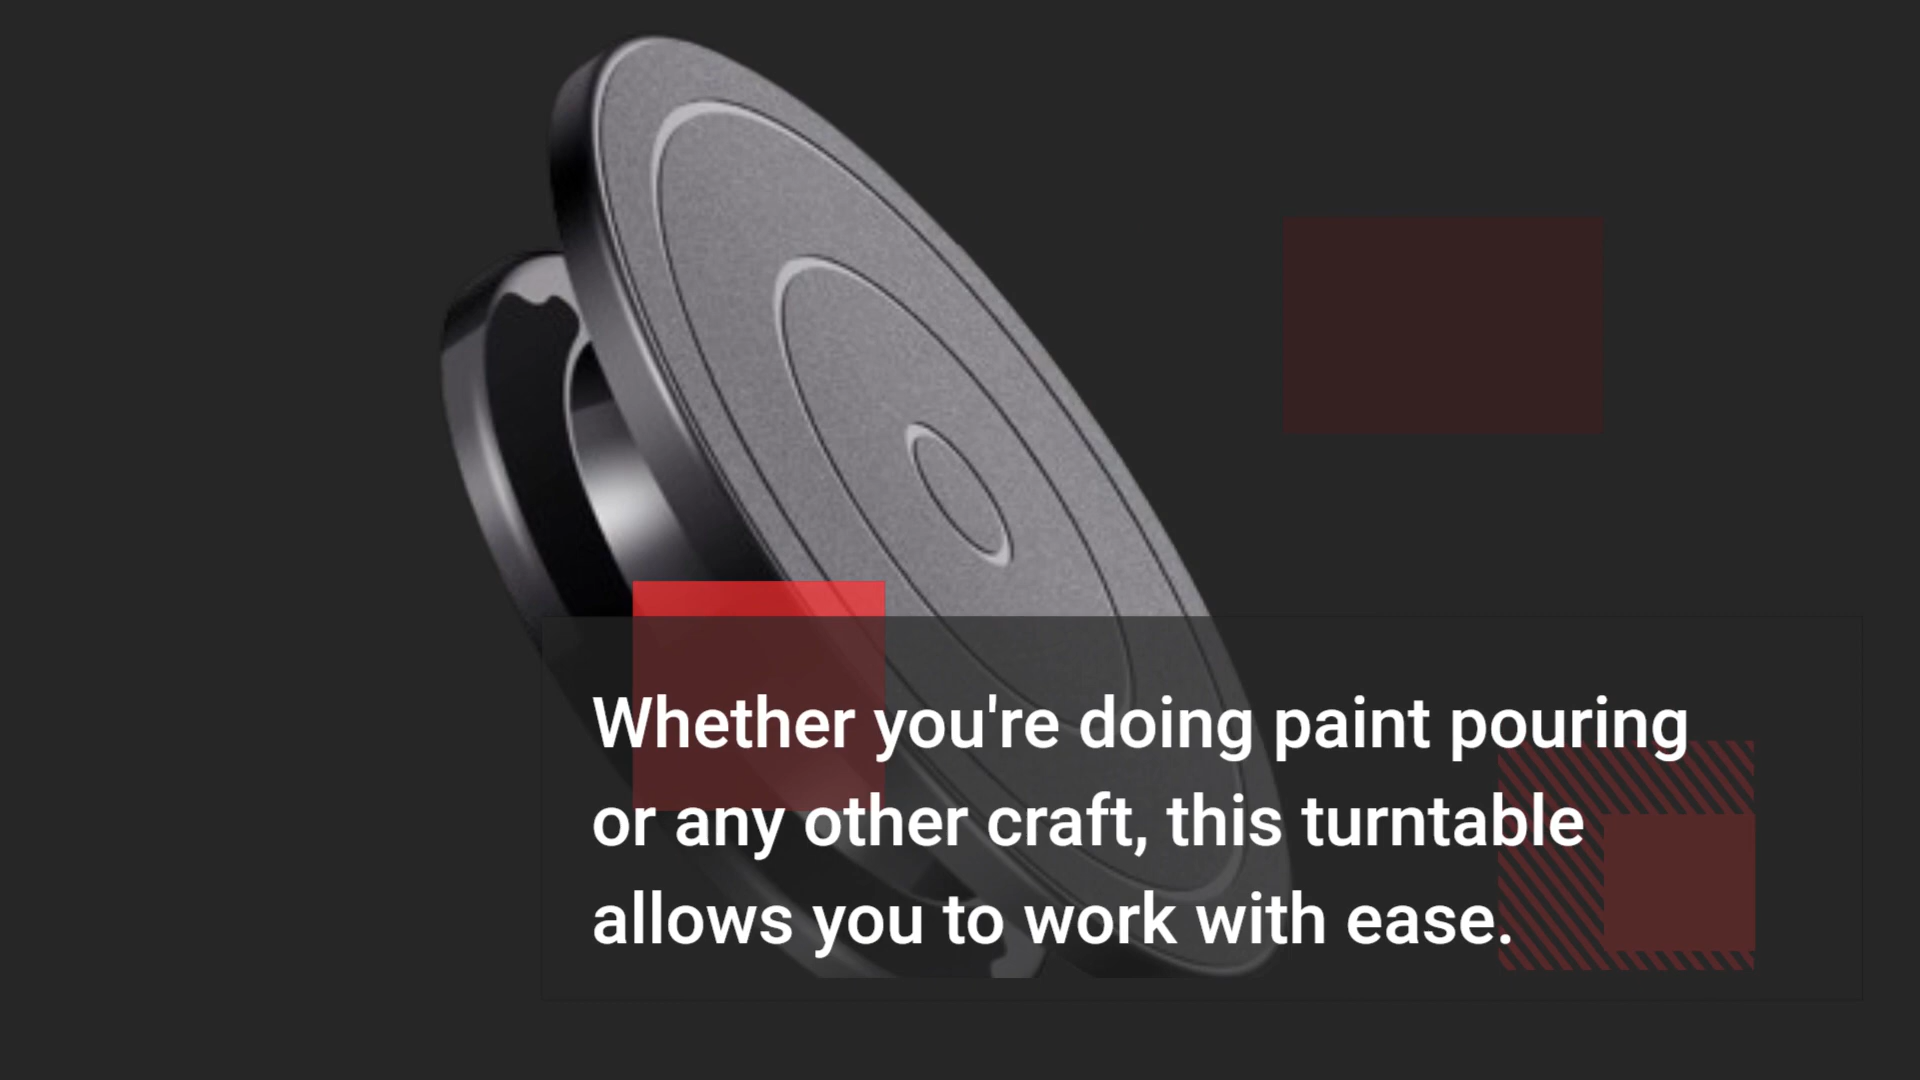 Whether you're doing paint pouring
or any other craft, this turntable
allows you to work with ease.